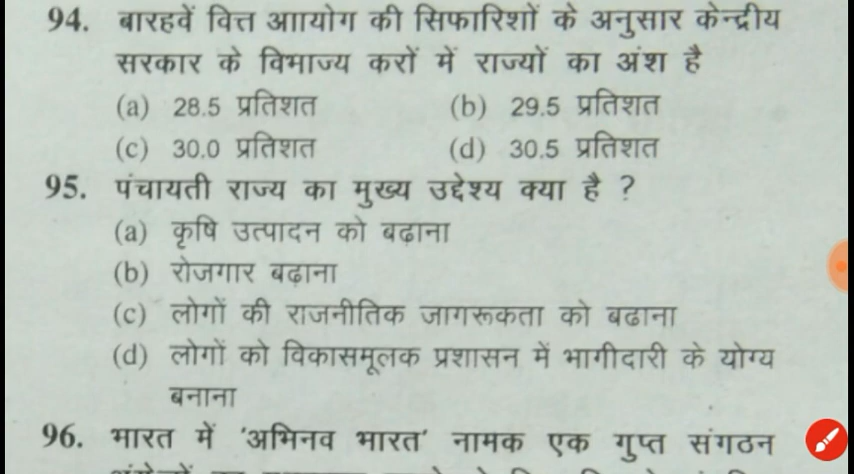 94. बारहवें वित्त आायोग की सिफारिशों के अनुसार केन्द्रीय
सरकार के विभाज्य करों में राज्यों का अंश है
(a) 28.5 प्रतिशत (b) 29.5 प्रतिशत
(c) 30.0 प्रतिशत (d) 30.5 प्रतिशत
95. पंचायती राज्य का मुख्य उद्देश्य क्या है ?
(a) कृषि उत्पादन को बढ़ाना
(b) रोजगार बढ़ाना
(c) लोगों की राजनीतिक जागरूकता को बढाना
(d) लोगों को विकासमूलक प्रशासन में भागीदारी के योग्य
बनाना
96. भारत में 'अभिनव भारत' नामक एक गुप्त संगठन